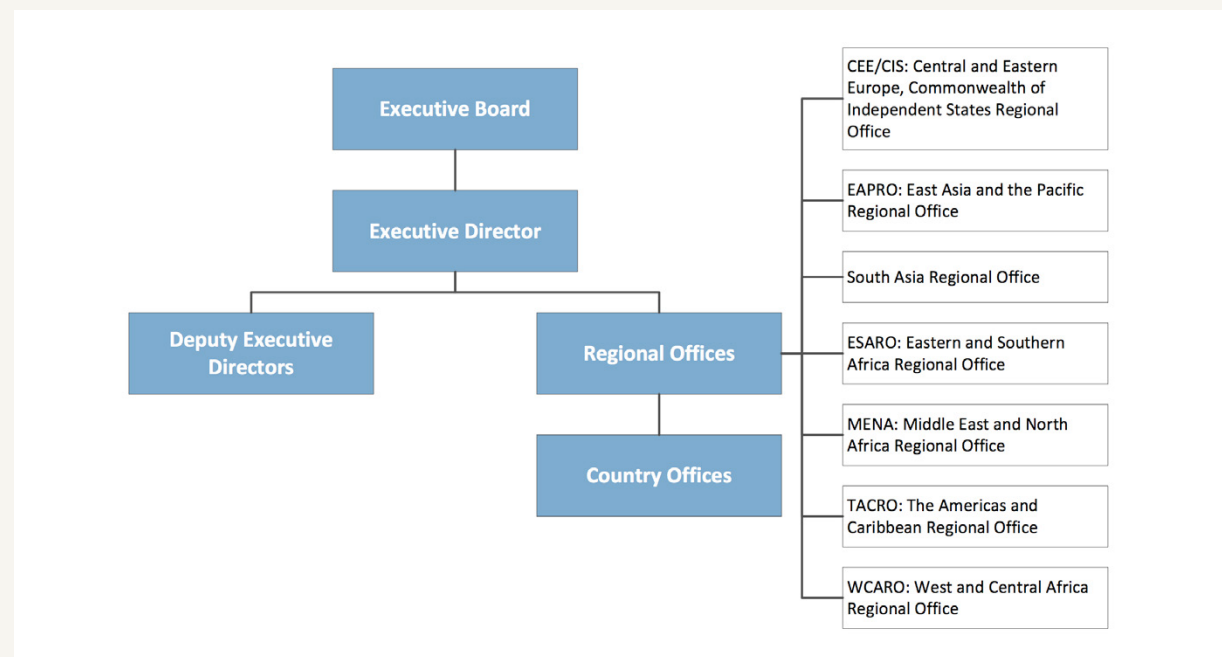 Executive Board
Executive Director
Deputy Executive
Directors
Regional Offices
Country Offices
CEE/CIS: Central and Eastern
Europe, Commonwealth of
Independent States Regional
Office
EAPRO: East Asia and the Pacific
Regional Office
South Asia Regional Office
ESARO: Eastern and Southern
Africa Regional Office
MENA: Middle East and North
Africa Regional Office
TACRO: The Americas and
Caribbean Regional Office
WCARO: West and Central Africa
Regional Office